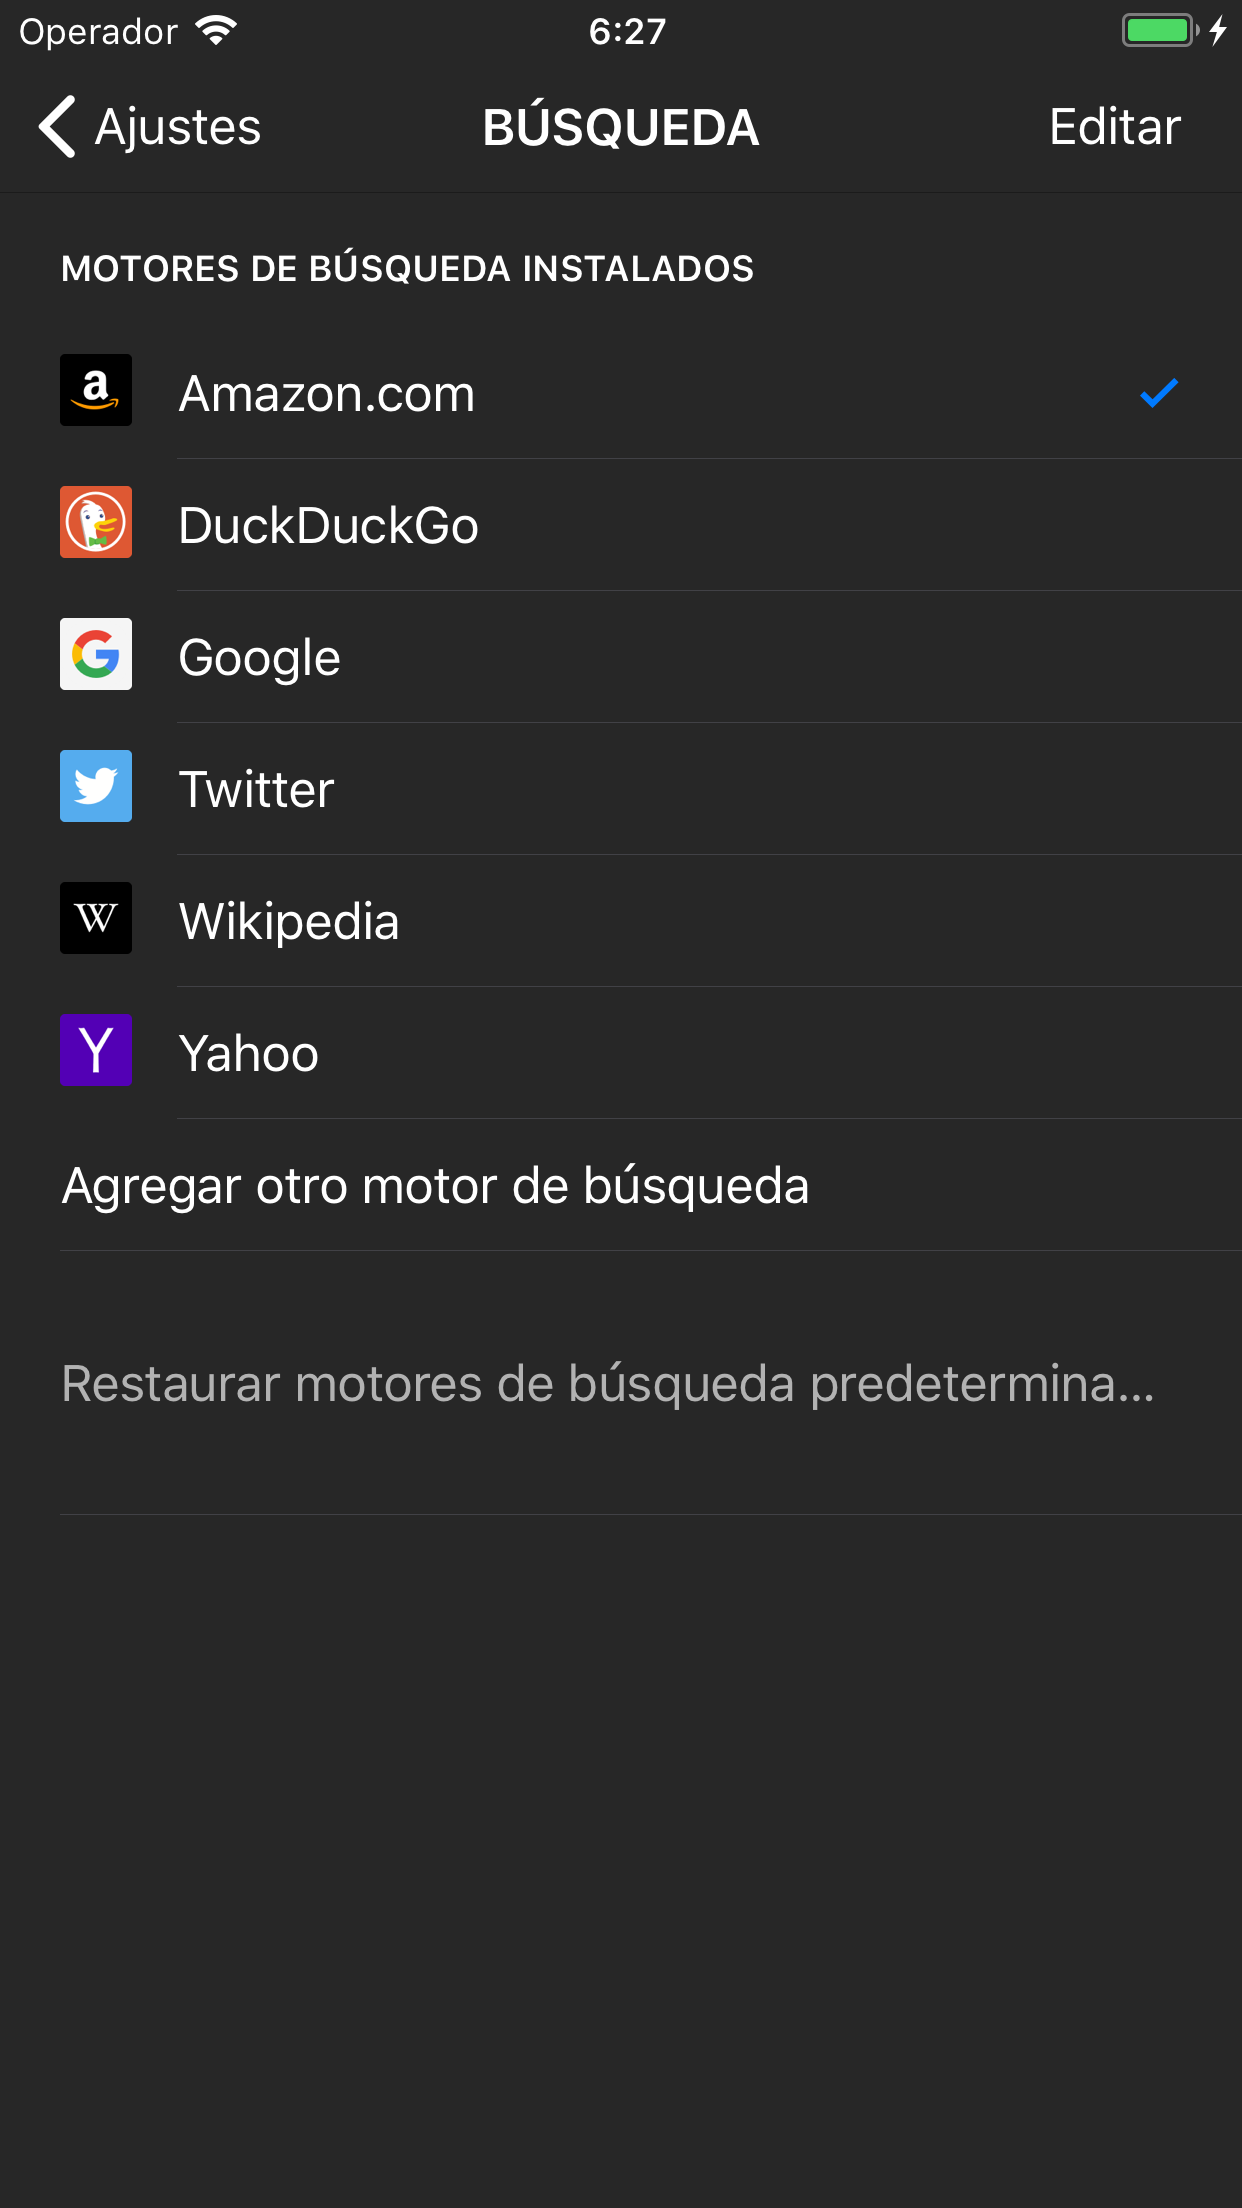 Operador
6:27
Ajustes
BÚSQUEDA
Editar
MOTORES DE BÚSQUEDA INSTALADOS
Amazon.com
DuckDuckGo
Google
Twitter
Wikipedia
Yahoo
Agregar otro motor de búsqueda
Restaurar motores de búsqueda predetermina...